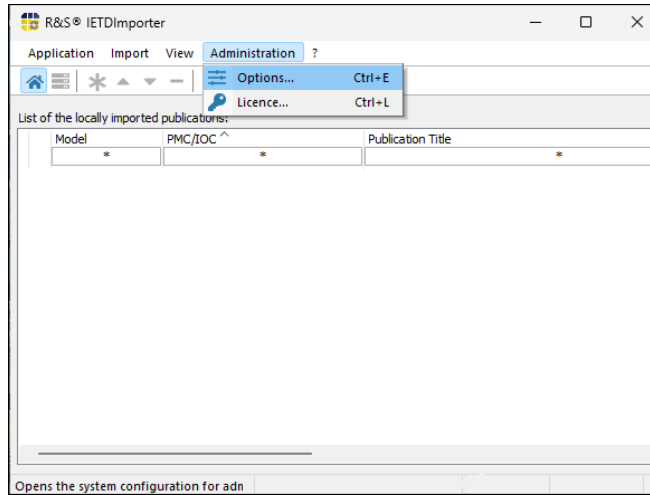 R&S® IETDImporter
Application Import View Administration ?
Options... Ctrl+E
Licence... Ctrl+L
List of the locally imported publications:
Model PMC/IOC ^ Publication Title
* * *
Opens the system configuration for adn